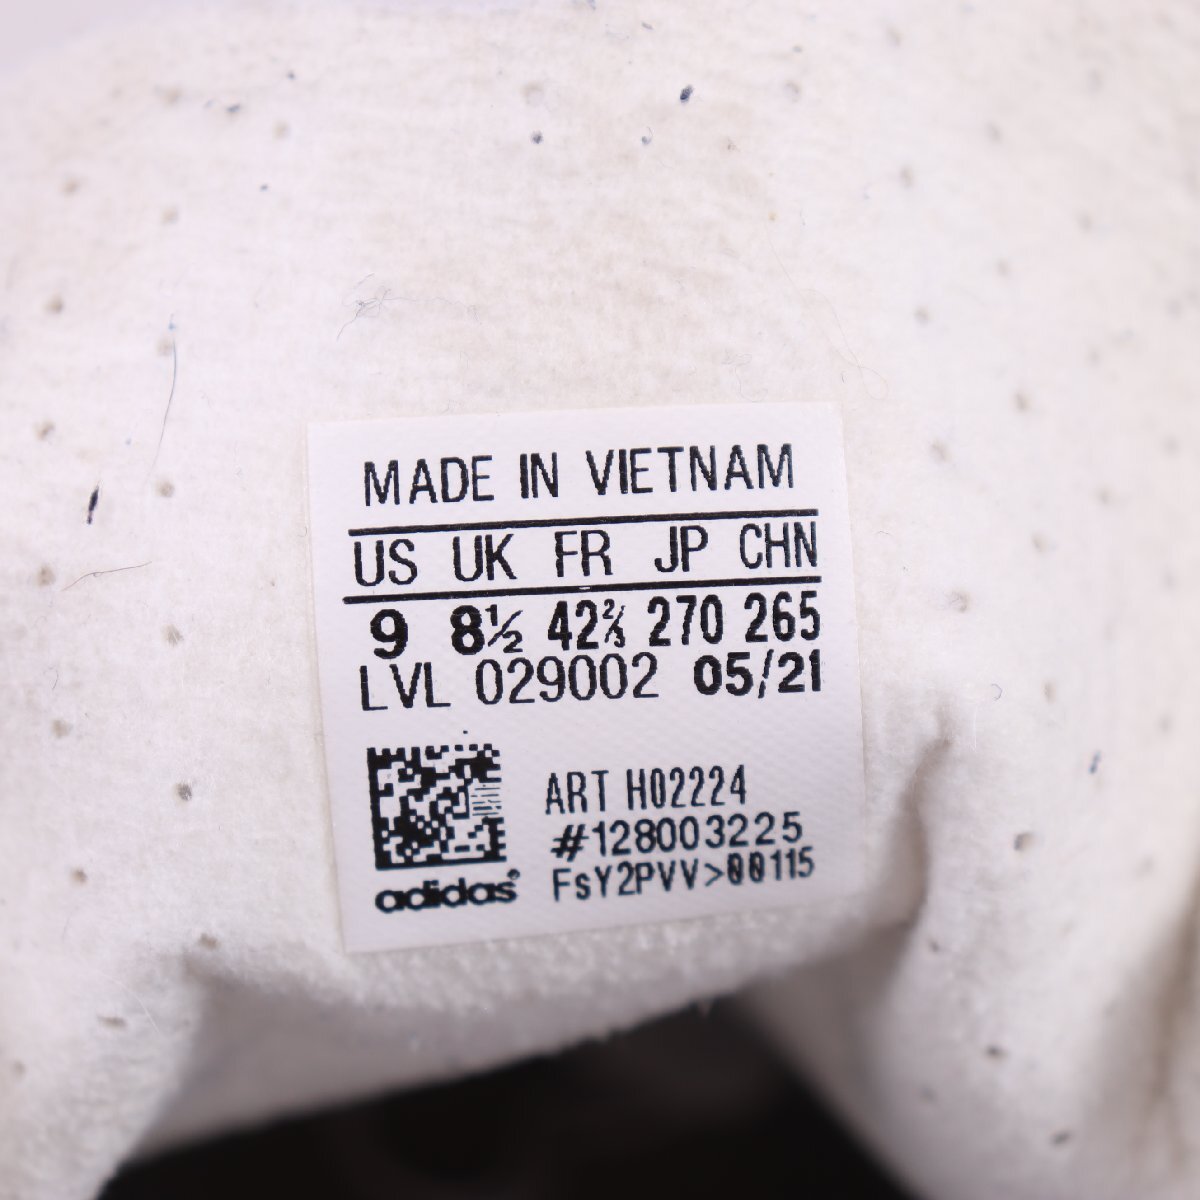 MADE IN VIETNAM
US UK FR JP CHN
9 8½ 42⅔ 270 265
LVL 029002 05/21
ART H02224
#128003225
FsY2PVV>00115
adidas®